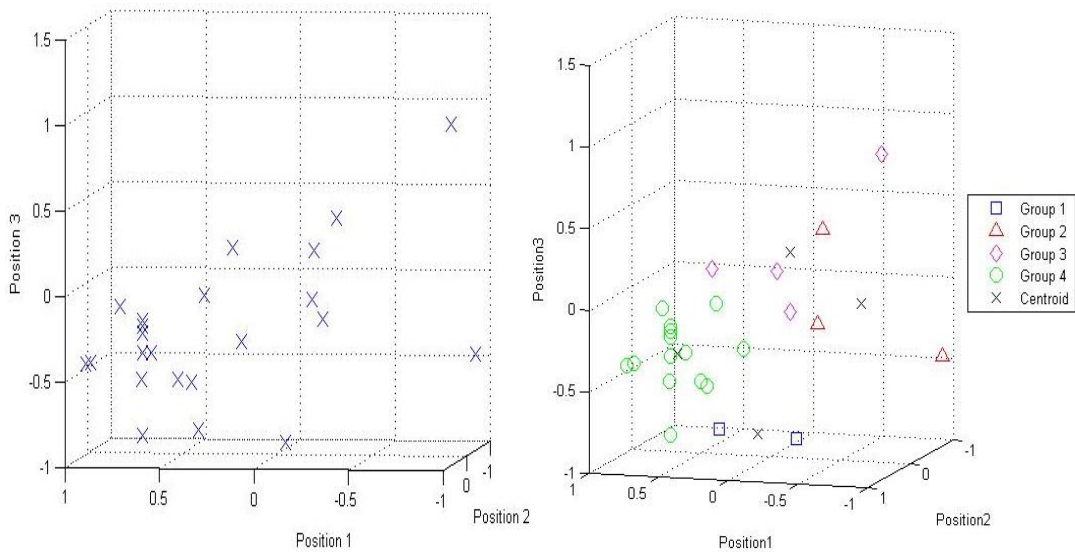 1.5
1
0.5
0
-0.5
-1
Position 3
1
0.5
0
-0.5
-1
Position 1
0
-1
Position 2
1.5
1
0.5
0
-0.5
-1
Position3
1
0.5
0
-0.5
-1
Position1
1
0
-1
Position2
Group 1
Group 2
Group 3
Group 4
Centroid